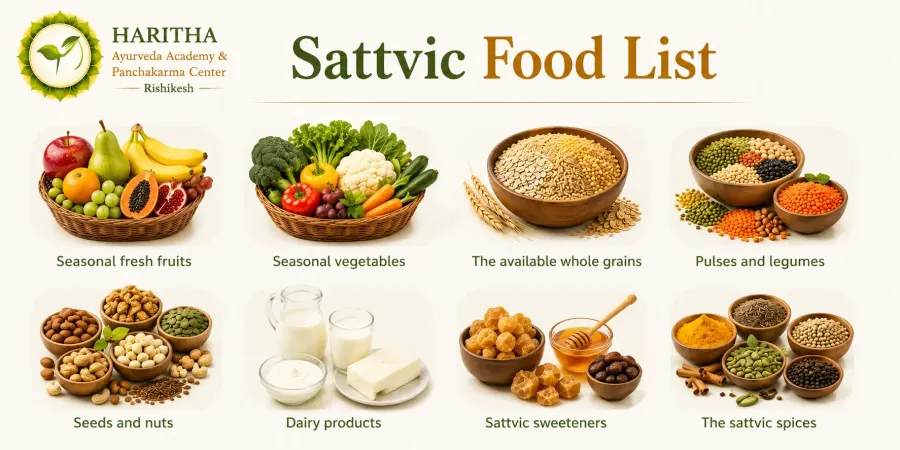 HARITHA
Ayurveda Academy &
Panchakarma Center
Rishikesh
Sattvic Food List
Seasonal fresh fruits
Seasonal vegetables
The available whole grains
Pulses and legumes
Seeds and nuts
Dairy products
Sattvic sweeteners
The sattvic spices